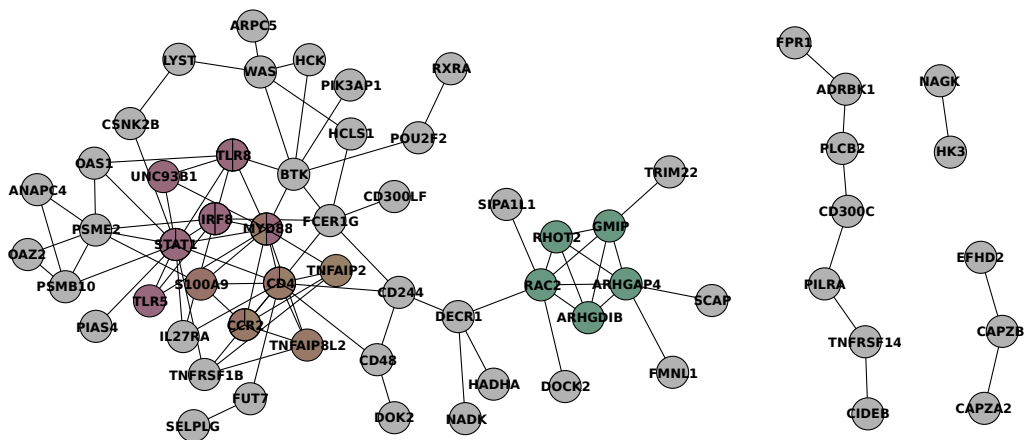 ARPC5
FPR1
LYST
WAS
HCK
RXRA
PIK3AP1
ADRBK1
NAGK
CSNK2B
HCLS1
POU2F2
OAS1
TLR8
PLCB2
HK3
UNC93B1
BTK
TRIM22
ANAPC4
CD300LF
SIPA1L1
CD300C
PSME2
IRF8
MYD88
FCER1G
RHOT2
GMIP
STAT1
OAZ2
EFHD2
PSMB10
S100A9
CD4
TNFAIP2
CD244
RAC2
ARHGAP4
PILRA
TLR5
SCAP
PIAS4
IL27RA
CCR2
DECR1
ARHGDIB
CAPZB
TNFAIP8L2
TNFRSF14
TNFRSF1B
CD48
HADHA
DOCK2
FMNL1
FUT7
CAPZA2
SELPLG
DOK2
NADK
CIDEB